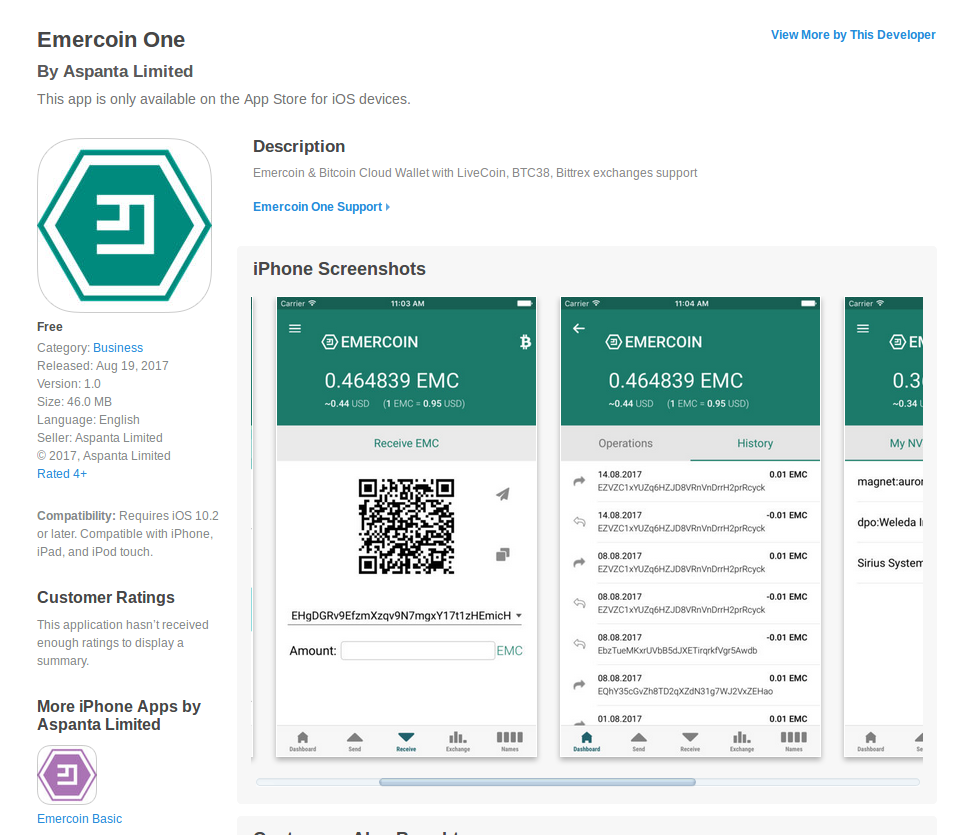 Emercoin One
View More by This Developer
By Aspanta Limited
This app is only available on the App Store for iOS devices.
Description
Emercoin & Bitcoin Cloud Wallet with LiveCoin, BTC38, Bittrex exchanges support
Emercoin One Support
Free
Category: Business
Released: Aug 19, 2017
Version: 1.0
Size: 46.0 MB
Language: English
Seller: Aspanta Limited
© 2017, Aspanta Limited
Rated 4+
Compatibility: Requires iOS 10.2
or later. Compatible with iPhone,
iPad, and iPod touch.
Customer Ratings
This application hasn't received
enough ratings to display a
summary.
More iPhone Apps by
Aspanta Limited
Emercoin Basic
iPhone Screenshots
Carrier 11:03 AM
EMERCOIN
0.464839 EMC
~0.44 USD (1 EMC = 0.95 USD)
Receive EMC
EHgDGRv9EfzmXzqv9N7mgxY17t1zHEmicH
Amount: EMC
Dashboard Send Receive Exchange Names
Carrier 11:04 AM
EMERCOIN
0.464839 EMC
~0.44 USD (1 EMC = 0.95 USD)
Operations History
14.08.2017 0.01 EMC
EZVZC1xYUZq6HZJD8VRnVnDrrH2prRcyck
14.08.2017 -0.01 EMC
EZVZC1xYUZq6HZJD8VRnVnDrrH2prRcyck
08.08.2017 0.01 EMC
EZVZC1xYUZq6HZJD8VRnVnDrrH2prRcyck
08.08.2017 -0.01 EMC
EZVZC1xYUZq6HZJD8VRnVnDrrH2prRcyck
08.08.2017 -0.01 EMC
EbzTueMKxrUVbB5dJXETirqrkfVgr5Awdb
08.08.2017 0.01 EMC
EQhY35cGvZh8TD2qXZdN31g7WJ2VxZEHao
01.08.2017 0.01 EMC
Dashboard Send Receive Exchange Names
Carrier
EM
0.3
~0.34
My NV
magnet:auror
dpo:Weleda
Sirius System
Dashboard